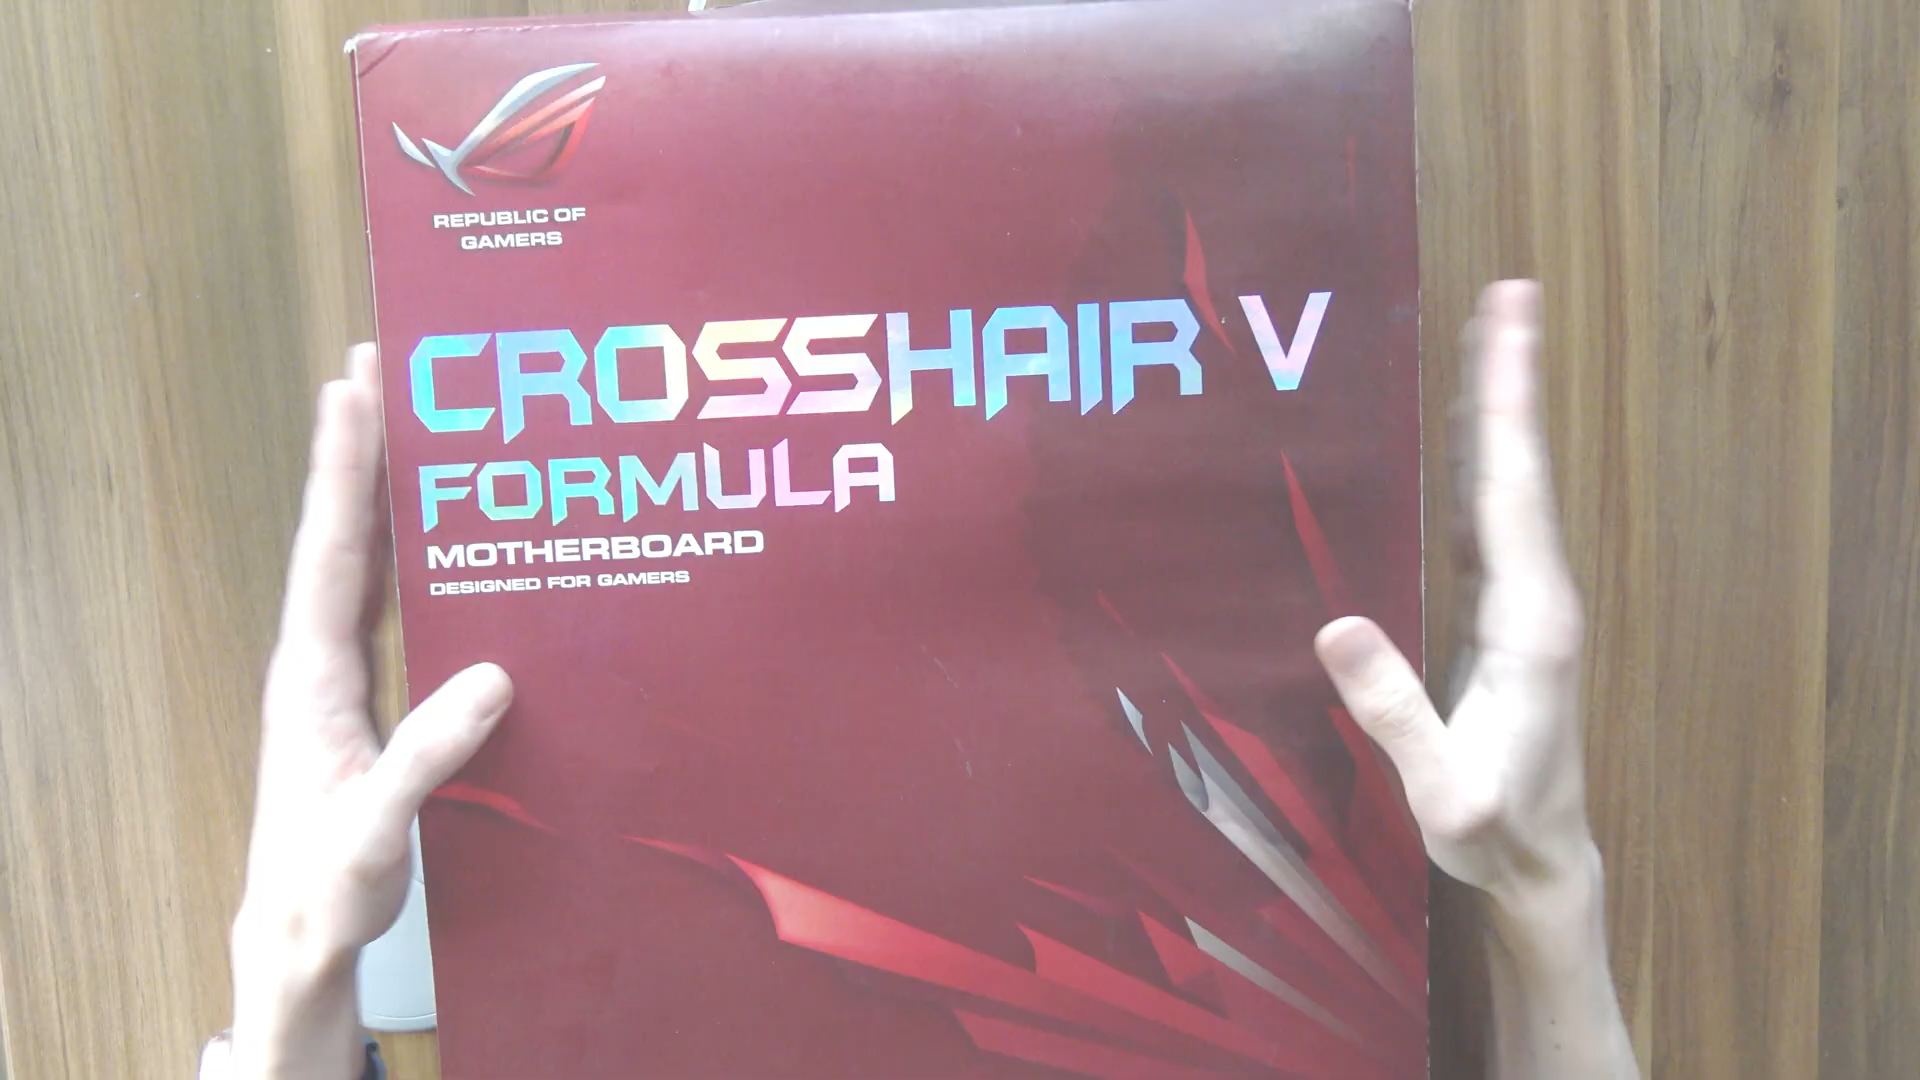 REPUBLIC OF
GAMERS
CROSSHAIR V
FORMULA
MOTHERBOARD
DESIGNED FOR GAMERS